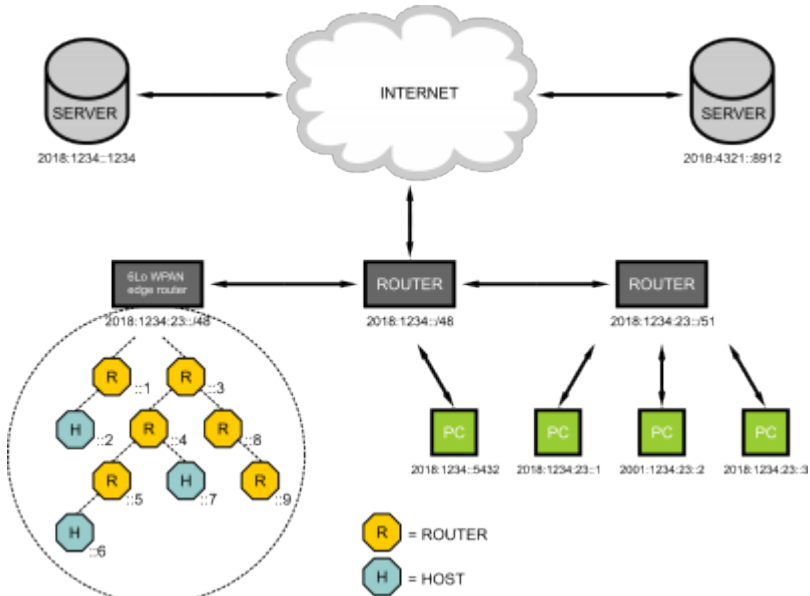 INTERNET
SERVER
SERVER
2018:1234::1234
2018:4321::8912
6Lo WPAN
edge router
ROUTER
ROUTER
2018:1234:23::/48
2018:1234::/48
2018:1234:23::/51
R
::1
R
::3
H
::2
R
::4
R
::8
PC
PC
PC
PC
2018:1234::5432
2018:1234:23::1
2001:1234:23::2
2018:1234:23::3
R
::5
H
::7
R
::9
H
::6
R = ROUTER
H = HOST